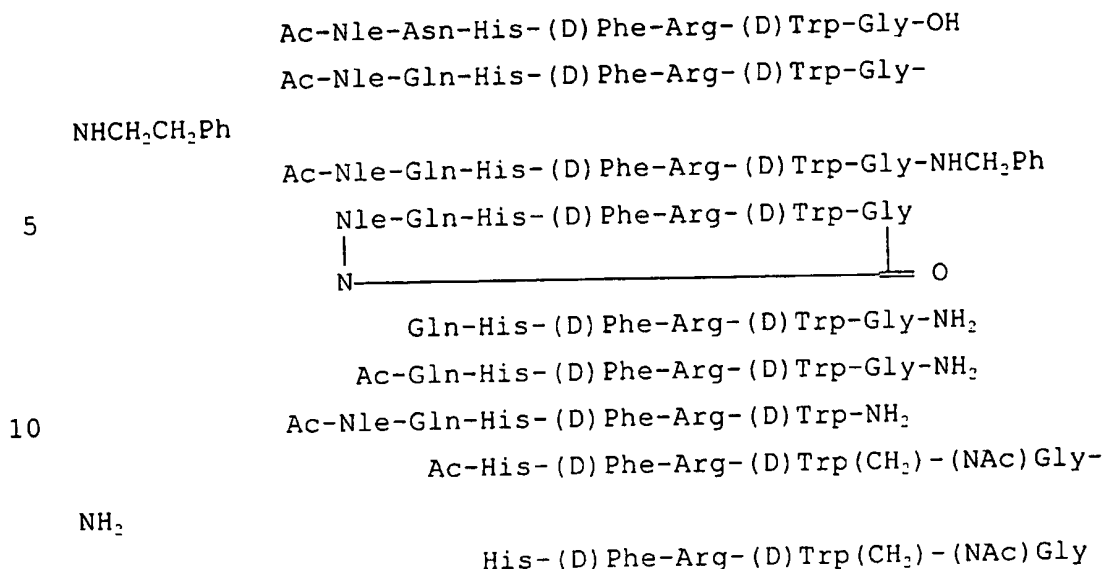 Ac-Nle-Asn-His-(D)Phe-Arg-(D)Trp-Gly-OH
Ac-Nle-Gln-His-(D)Phe-Arg-(D)Trp-Gly-
NHCH₂CH₂Ph
Ac-Nle-Gln-His-(D)Phe-Arg-(D)Trp-Gly-NHCH₂Ph
5 Nle-Gln-His-(D)Phe-Arg-(D)Trp-Gly
N O
Gln-His-(D)Phe-Arg-(D)Trp-Gly-NH₂
Ac-Gln-His-(D)Phe-Arg-(D)Trp-Gly-NH₂
10 Ac-Nle-Gln-His-(D)Phe-Arg-(D)Trp-NH₂
Ac-His-(D)Phe-Arg-(D)Trp(CH₂)-(NAc)Gly-
NH₂
His-(D)Phe-Arg-(D)Trp(CH₂)-(NAc)Gly